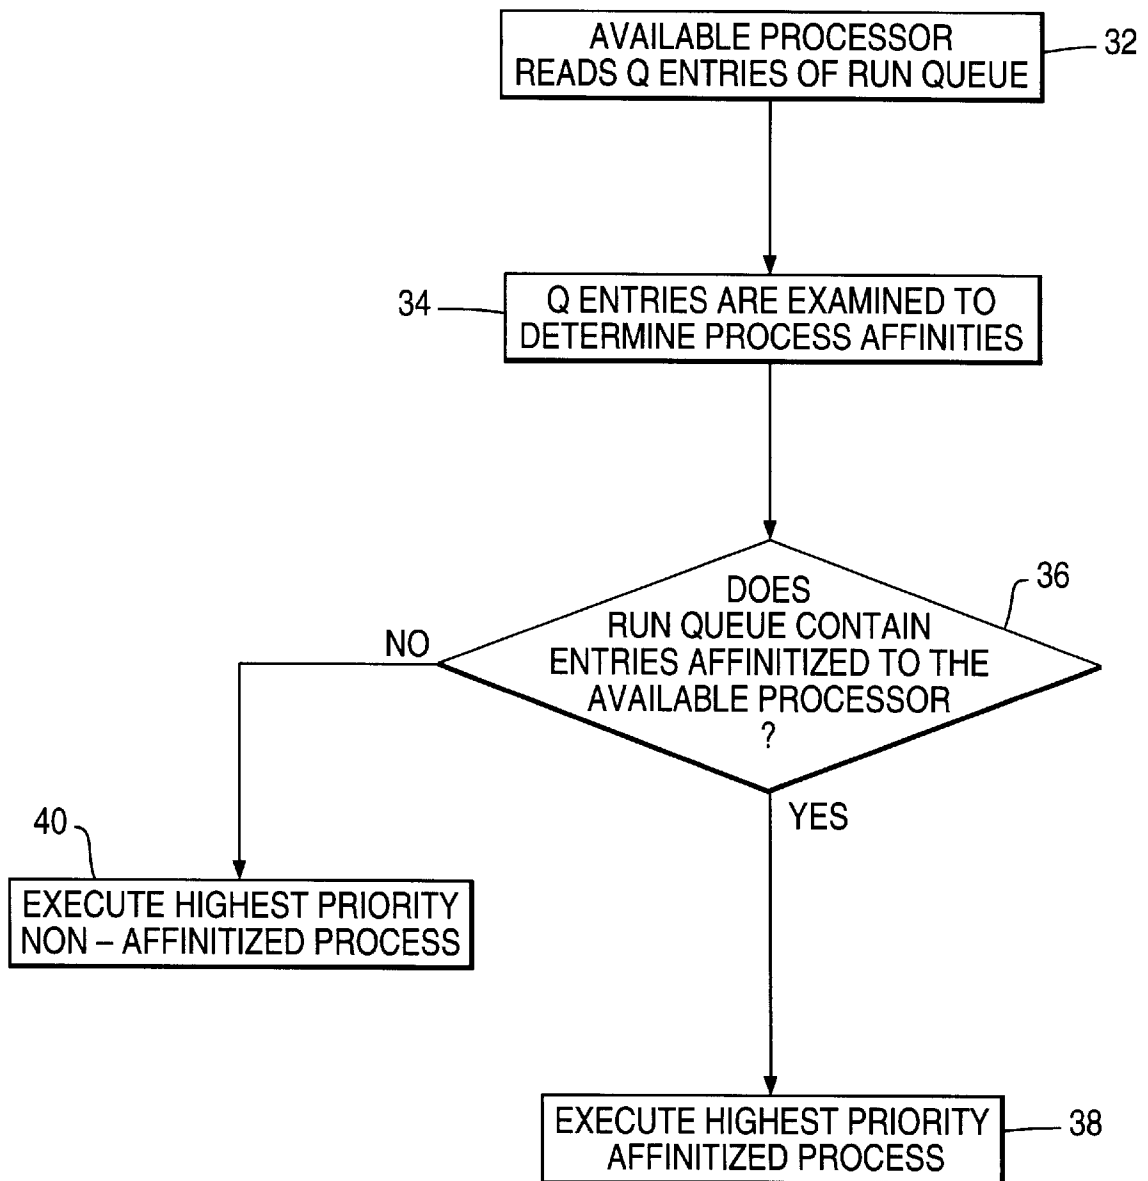 AVAILABLE PROCESSOR
READS Q ENTRIES OF RUN QUEUE
32
34
Q ENTRIES ARE EXAMINED TO
DETERMINE PROCESS AFFINITIES
36
DOES
RUN QUEUE CONTAIN
ENTRIES AFFINITIZED TO THE
AVAILABLE PROCESSOR
?
NO
YES
40
EXECUTE HIGHEST PRIORITY
NON – AFFINITIZED PROCESS
EXECUTE HIGHEST PRIORITY
AFFINITIZED PROCESS
38